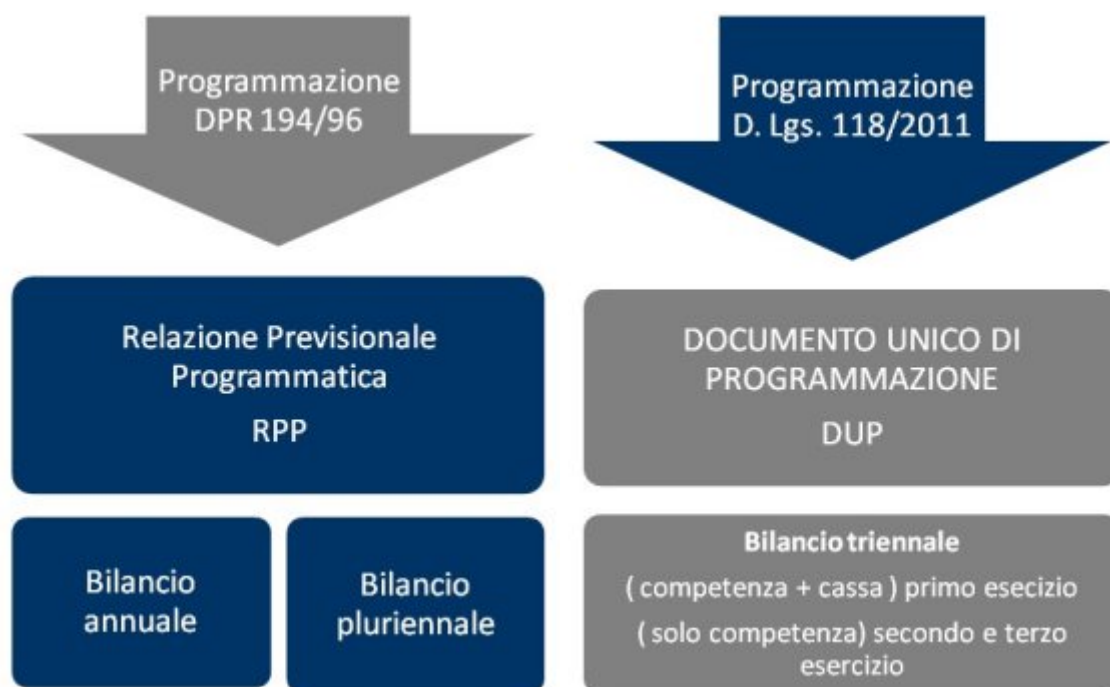 Programmazione
DPR 194/96
Programmazione
D. Lgs. 118/2011
Relazione Previsionale
Programmatica
RPP
DOCUMENTO UNICO DI
PROGRAMMAZIONE
DUP
Bilancio
annuale
Bilancio
pluriennale
Bilancio triennale
( competenza + cassa ) primo esecizio
( solo competenza) secondo e terzo
esercizio